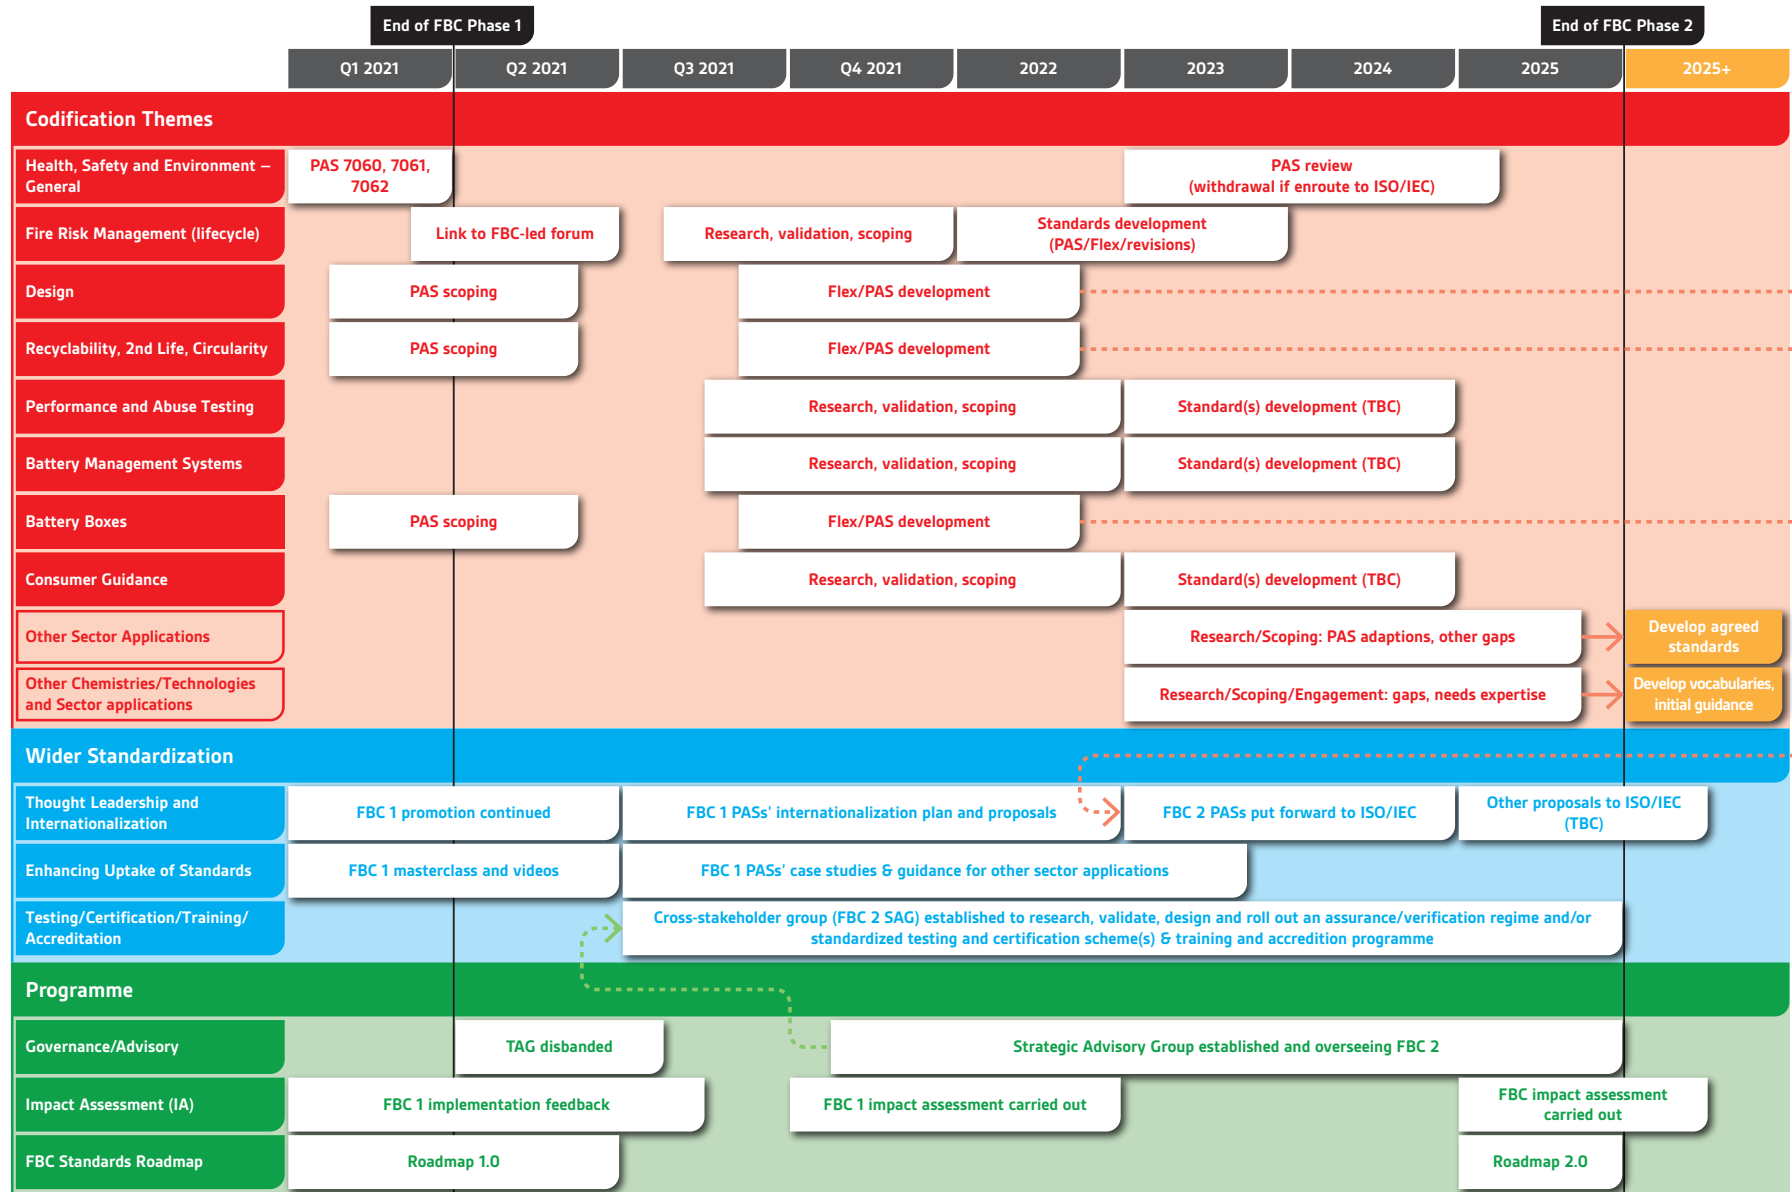 End of FBC Phase 1
End of FBC Phase 2
Q1 2021
Q2 2021
Q3 2021
Q4 2021
2022
2023
2024
2025
2025+
Codification Themes
Health, Safety and Environment –
General
PAS 7060, 7061,
7062
PAS review
(withdrawal if enroute to ISO/IEC)
Fire Risk Management (lifecycle)
Link to FBC-led forum
Research, validation, scoping
Standards development
(PAS/Flex/revisions)
Design
PAS scoping
Flex/PAS development
Recyclability, 2nd Life, Circularity
PAS scoping
Flex/PAS development
Performance and Abuse Testing
Research, validation, scoping
Standard(s) development (TBC)
Battery Management Systems
Research, validation, scoping
Standard(s) development (TBC)
Battery Boxes
PAS scoping
Flex/PAS development
Consumer Guidance
Research, validation, scoping
Standard(s) development (TBC)
Other Sector Applications
Research/Scoping: PAS adaptions, other gaps
Develop agreed
standards
Other Chemistries/Technologies
and Sector applications
Research/Scoping/Engagement: gaps, needs expertise
Develop vocabularies,
initial guidance
Wider Standardization
Thought Leadership and
Internationalization
FBC 1 promotion continued
FBC 1 PASs' internationalization plan and proposals
FBC 2 PASs put forward to ISO/IEC
Other proposals to ISO/IEC
(TBC)
Enhancing Uptake of Standards
FBC 1 masterclass and videos
FBC 1 PASs' case studies & guidance for other sector applications
Testing/Certification/Training/
Accreditation
Cross-stakeholder group (FBC 2 SAG) established to research, validate, design and roll out an assurance/verification regime and/or
standardized testing and certification scheme(s) & training and accredition programme
Programme
Governance/Advisory
TAG disbanded
Strategic Advisory Group established and overseeing FBC 2
Impact Assessment (IA)
FBC 1 implementation feedback
FBC 1 impact assessment carried out
FBC impact assessment
carried out
FBC Standards Roadmap
Roadmap 1.0
Roadmap 2.0